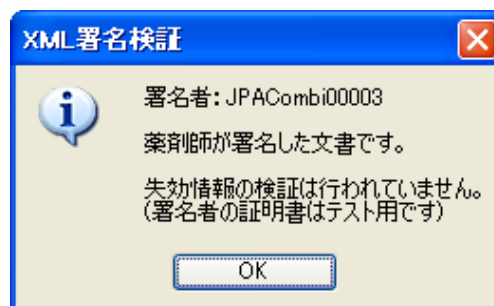 XML署名検証
署名者：JPACombi00003
薬剤師が署名した文書です。
失効情報の検証は行われていません。
（署名者の証明書はテスト用です）
OK